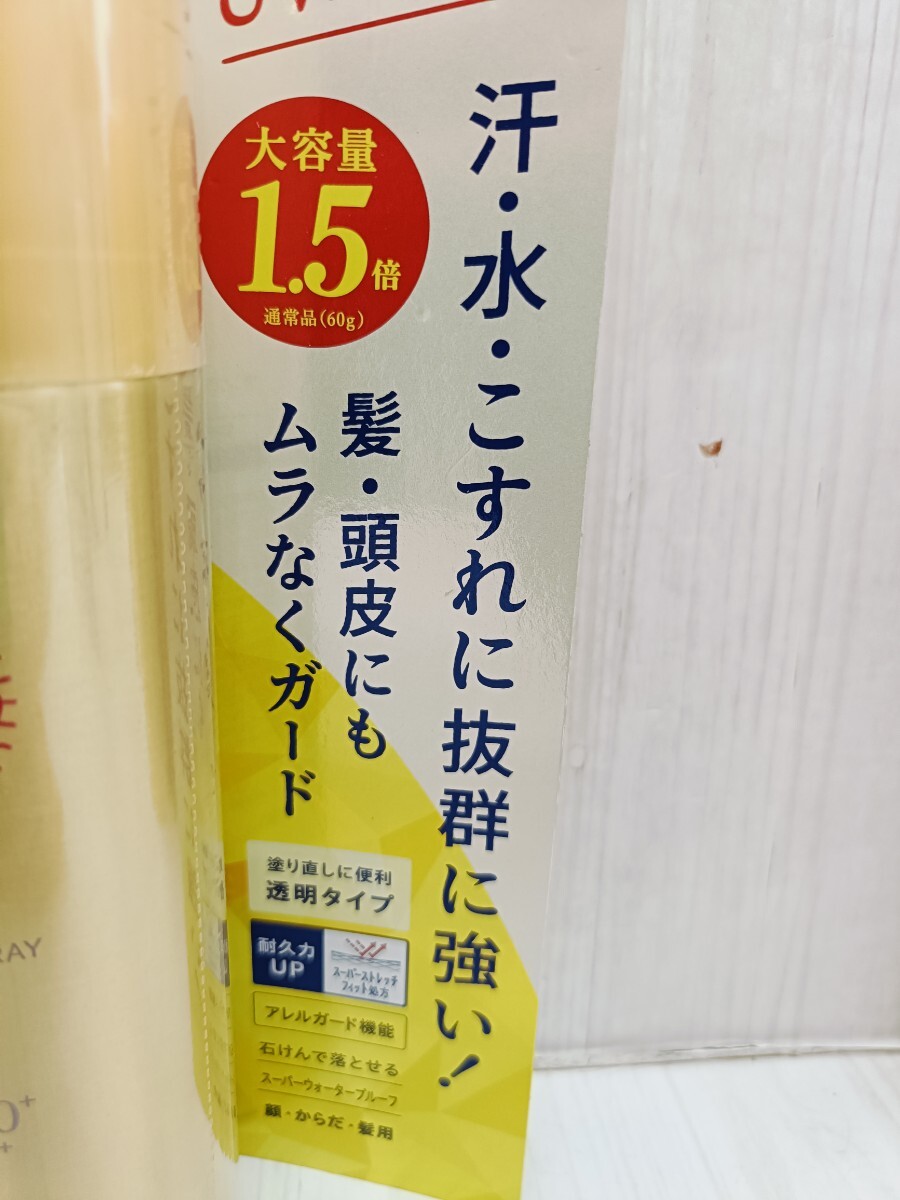 大容量
1.5倍
通常品(60g)
汗・水・こすれに抜群に強い!
髪・頭皮にも
ムラなくガード
塗り直しに便利
透明タイプ
耐久力
UP
スーパーストレッチ
フィット処方
アレルガード機能
石けんで落とせる
スーパーウォータープルーフ
顔・からだ・髪用
RAY